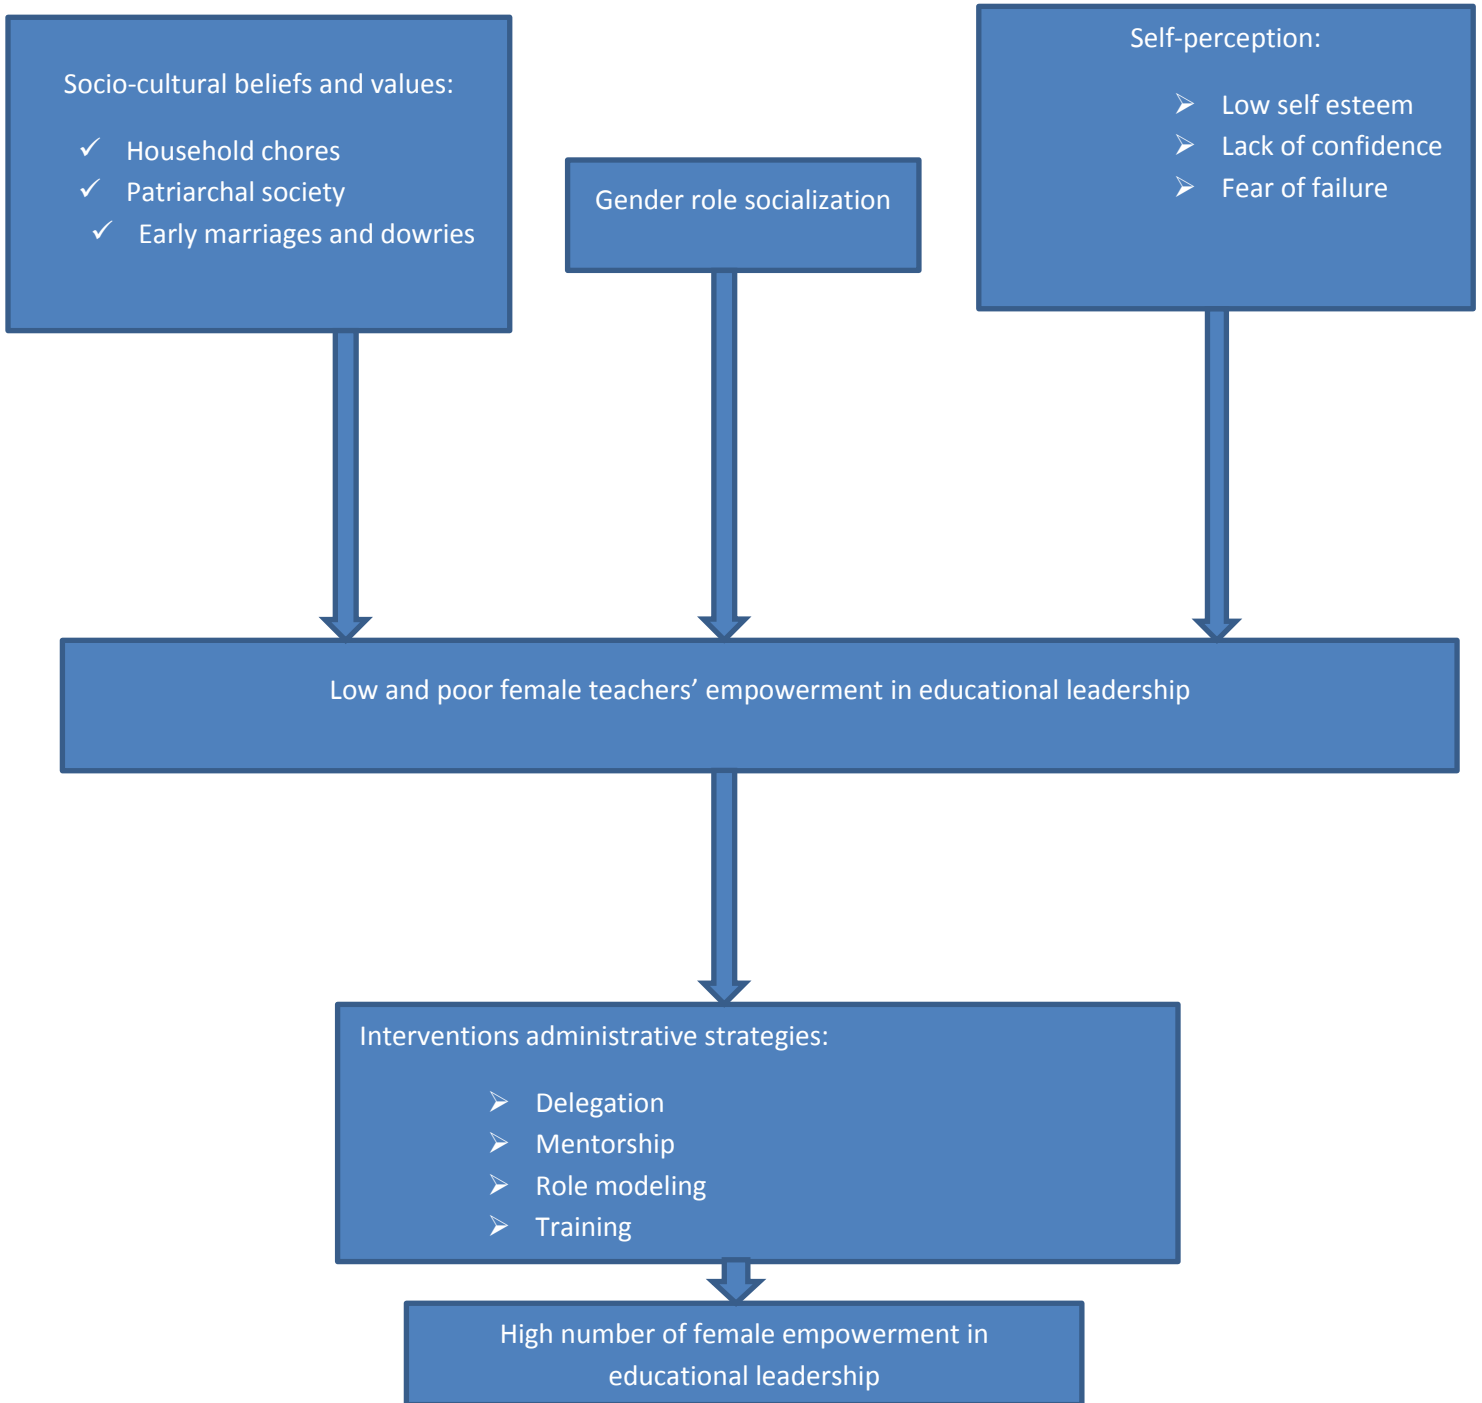 Socio-cultural beliefs and values:
✓ Household chores
✓ Patriarchal society
✓ Early marriages and dowries
Gender role socialization
Self-perception:
➢ Low self esteem
➢ Lack of confidence
➢ Fear of failure
Low and poor female teachers’ empowerment in educational leadership
Interventions administrative strategies:
➢ Delegation
➢ Mentorship
➢ Role modeling
➢ Training
High number of female empowerment in
educational leadership